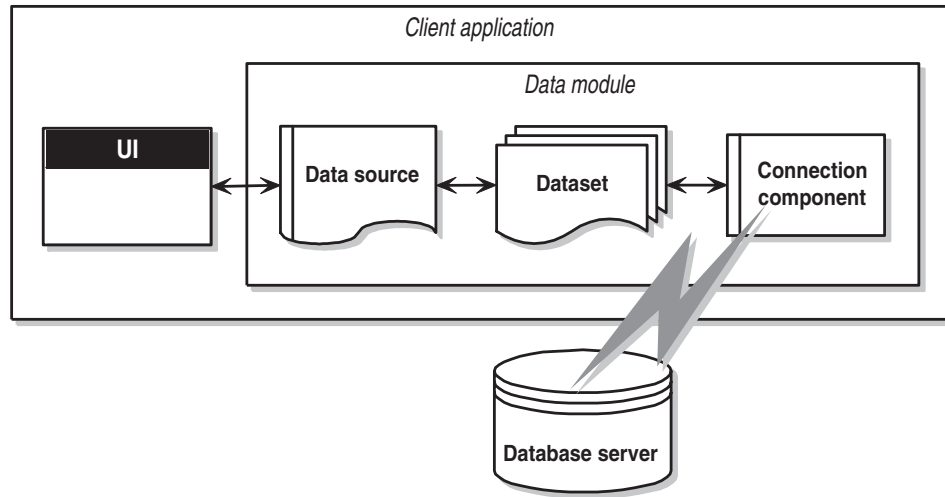 Client application
Data module
UI
Data source
Dataset
Connection
component
Database server